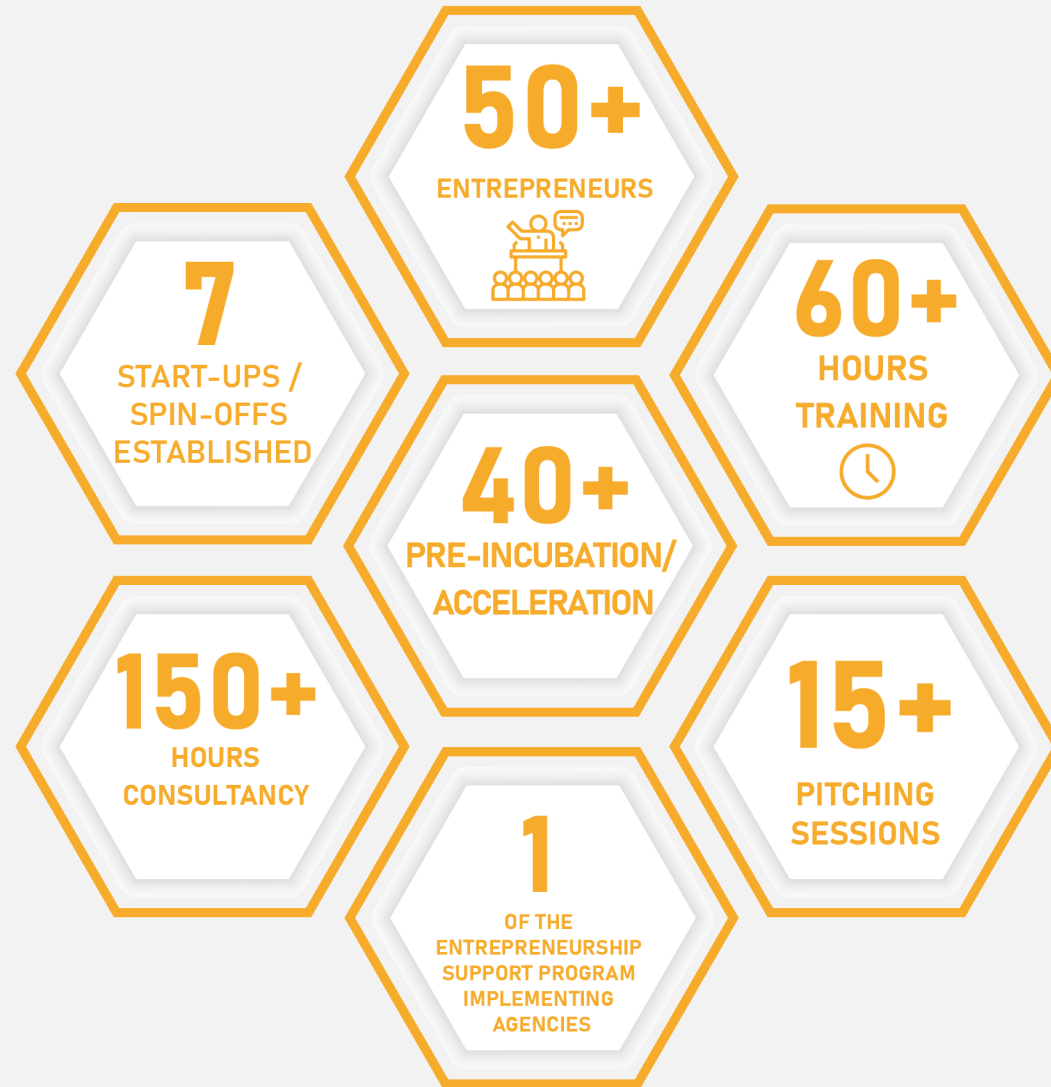 50+
ENTREPRENEURS
7
START-UPS /
SPIN-OFFS
ESTABLISHED
60+
HOURS
TRAINING
40+
PRE-INCUBATION/
ACCELERATION
150+
HOURS
CONSULTANCY
15+
PITCHING
SESSIONS
1
OF THE
ENTREPRENEURSHIP
SUPPORT PROGRAM
IMPLEMENTING
AGENCIES